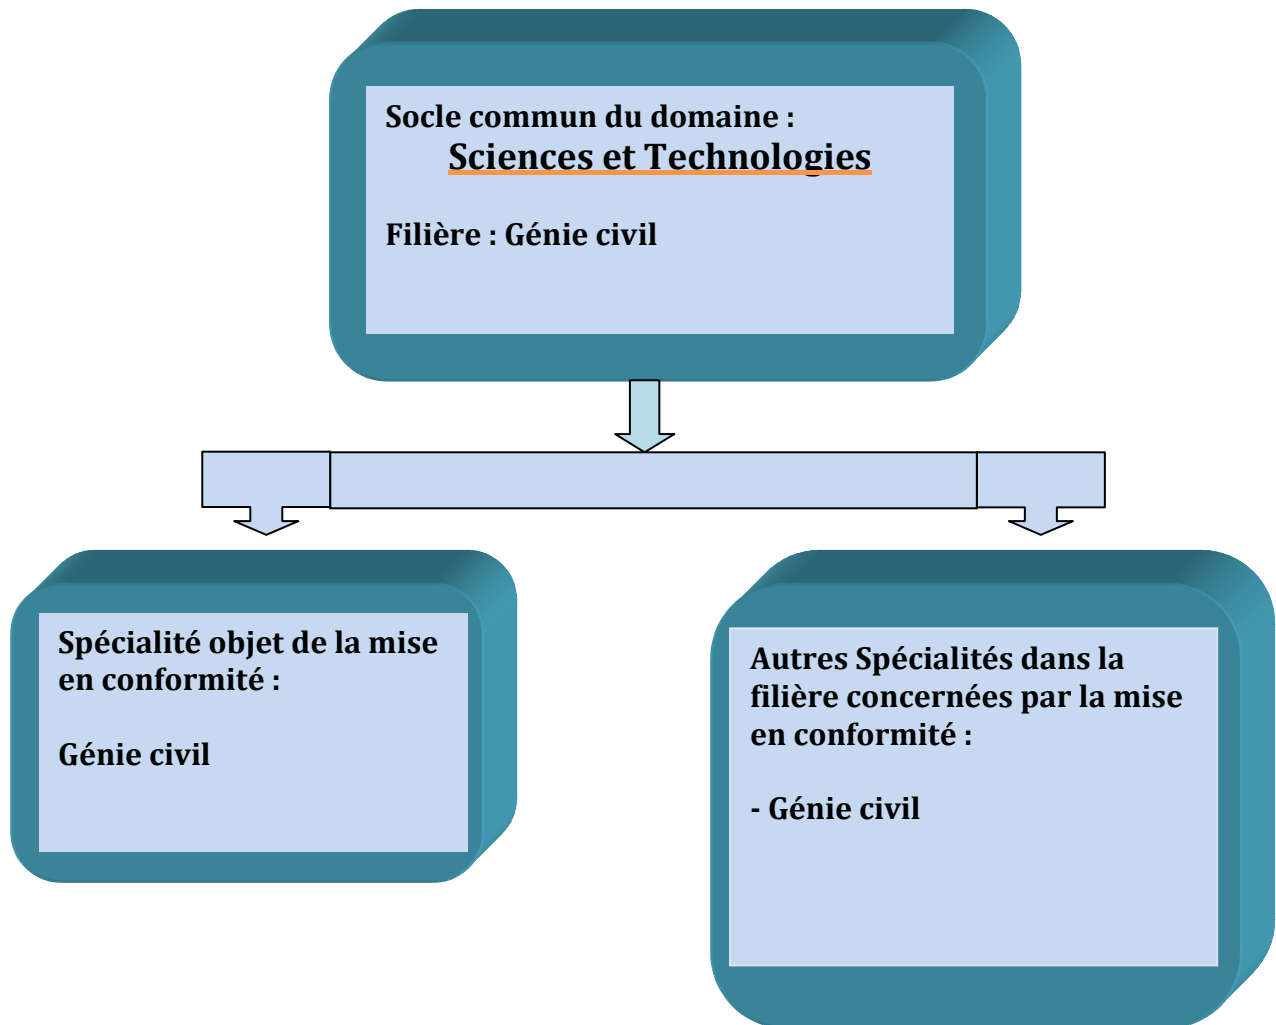 Socle commun du domaine :
Sciences et Technologies
Filière : Génie civil
Spécialité objet de la mise
en conformité :
Génie civil
Autres Spécialités dans la
filière concernées par la mise
en conformité :
- Génie civil